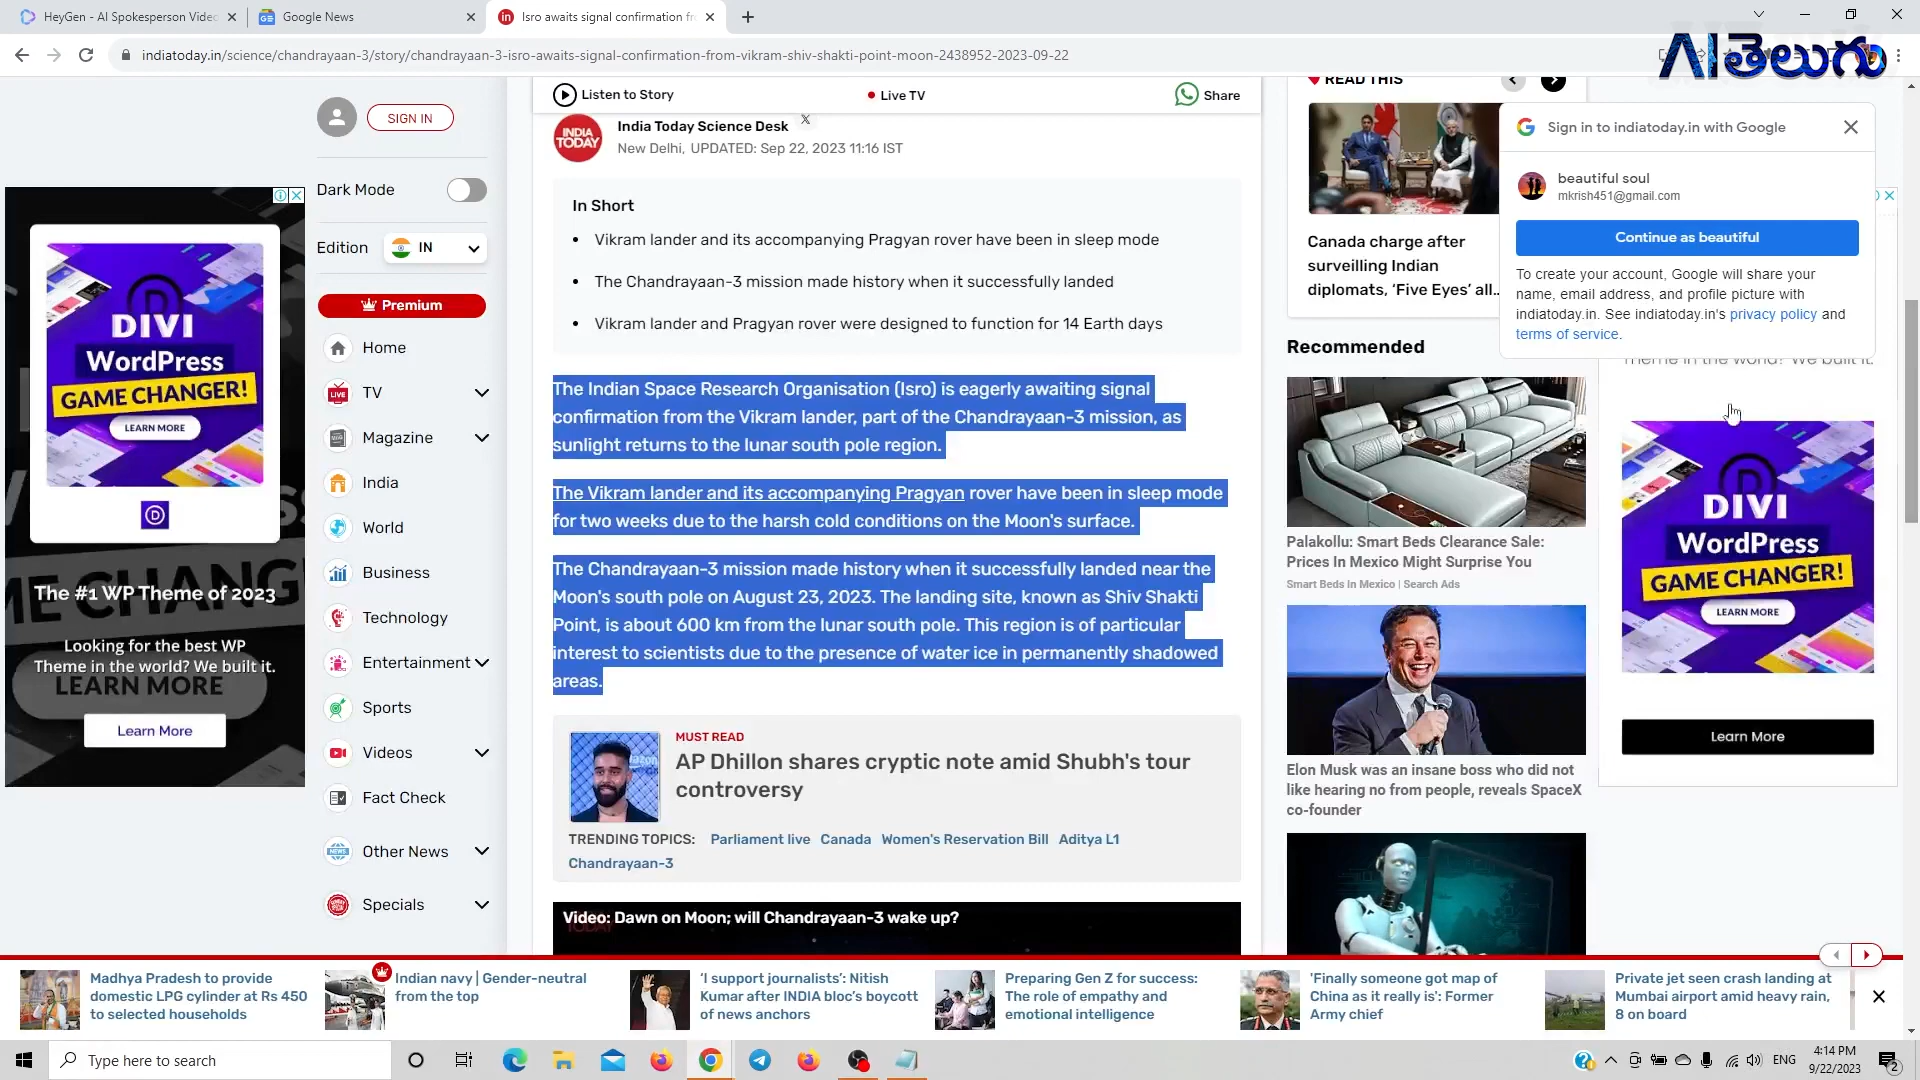 HeyGen - AI Spokesperson Video
Google News
Isro awaits signal confirmation fr
indiatoday.in/science/chandrayaan-3/story/chandrayaan-3-isro-awaits-signal-confirmation-from-vikram-shiv-shakti-point-moon-2438952-2023-09-22
AI తెలుగు
DIVI
WordPress
GAME CHANGER!
LEARN MORE
The #1 WP Theme of 2023
Looking for the best WP
Theme in the world? We built it.
LEARN MORE
Learn More
SIGN IN
Dark Mode
Edition
IN
Premium
Home
LIVE
TV
Magazine
India
World
Business
Technology
Entertainment
Sports
Videos
Fact Check
NEWS
Other News
Specials
Listen to Story
Live TV
Share
INDIA
TODAY
India Today Science Desk
New Delhi, UPDATED: Sep 22, 2023 11:16 IST
In Short
• Vikram lander and its accompanying Pragyan rover have been in sleep mode
• The Chandrayaan-3 mission made history when it successfully landed
• Vikram lander and Pragyan rover were designed to function for 14 Earth days
The Indian Space Research Organisation (Isro) is eagerly awaiting signal
confirmation from the Vikram lander, part of the Chandrayaan-3 mission, as
sunlight returns to the lunar south pole region.
The Vikram lander and its accompanying Pragyan rover have been in sleep mode
for two weeks due to the harsh cold conditions on the Moon's surface.
The Chandrayaan-3 mission made history when it successfully landed near the
Moon's south pole on August 23, 2023. The landing site, known as Shiv Shakti
Point, is about 600 km from the lunar south pole. This region is of particular
interest to scientists due to the presence of water ice in permanently shadowed
areas.
MUST READ
AP Dhillon shares cryptic note amid Shubh's tour
controversy
TRENDING TOPICS: Parliament live Canada Women's Reservation Bill Aditya L1
Chandrayaan-3
Video: Dawn on Moon; will Chandrayaan-3 wake up?
READ THIS
Canada charge after
surveilling Indian
diplomats, ‘Five Eyes’ all..
Recommended
Palakollu: Smart Beds Clearance Sale:
Prices In Mexico Might Surprise You
Smart Beds In Mexico | Search Ads
Elon Musk was an insane boss who did not
like hearing no from people, reveals SpaceX
co-founder
Sign in to indiatoday.in with Google
beautiful soul
mkrish451@gmail.com
Continue as beautiful
To create your account, Google will share your
name, email address, and profile picture with
indiatoday.in. See indiatoday.in's privacy policy and
terms of service.
Theme in the world? We built it.
DIVI
WordPress
GAME CHANGER!
LEARN MORE
Learn More
Madhya Pradesh to provide
domestic LPG cylinder at Rs 450
to selected households
Indian navy | Gender-neutral
from the top
‘I support journalists’: Nitish
Kumar after INDIA bloc’s boycott
of news anchors
Preparing Gen Z for success:
The role of empathy and
emotional intelligence
'Finally someone got map of
China as it really is': Former
Army chief
Private jet seen crash landing at
Mumbai airport amid heavy rain,
8 on board
Type here to search
ENG
4:14 PM
9/22/2023
2